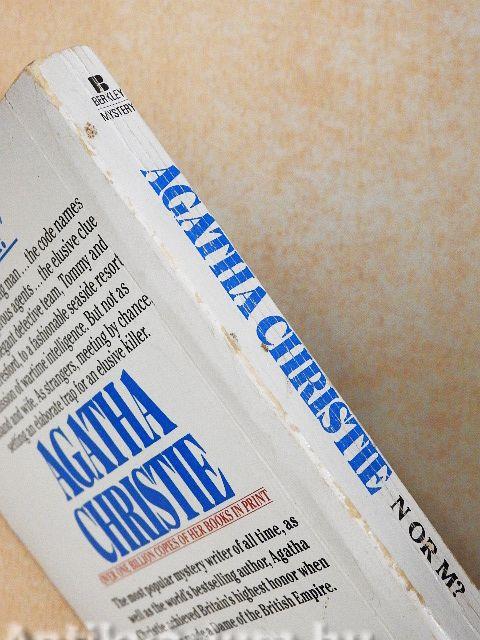 BERKLEY
MYSTERY
AGATHA CHRISTIE N OR M?
man... the code names
agents... the elusive clue
detective team, Tommy and
to a fashionable seaside resort
of wartime intelligence. But not as
and wife. As strangers, meeting by chance,
setting an elaborate trap for an elusive killer.
AGATHA
CHRISTIE
OVER ONE BILLION COPIES OF HER BOOKS IN PRINT
The most popular mystery writer of all time, as
well as the world's bestselling author, Agatha
achieved Britain's highest honor when
a Dame of the British Empire.